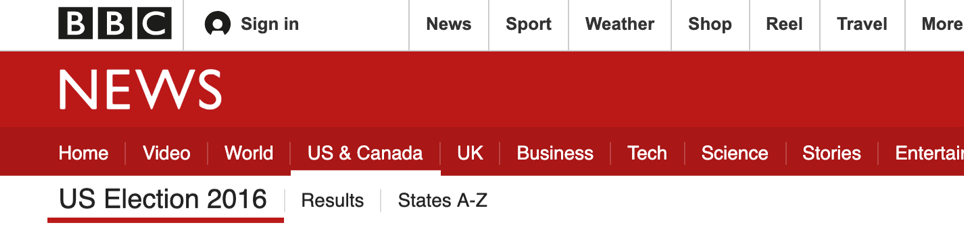 BBC Sign in News Sport Weather Shop Reel Travel More
NEWS
Home Video World US & Canada UK Business Tech Science Stories Entertai
US Election 2016 Results States A-Z